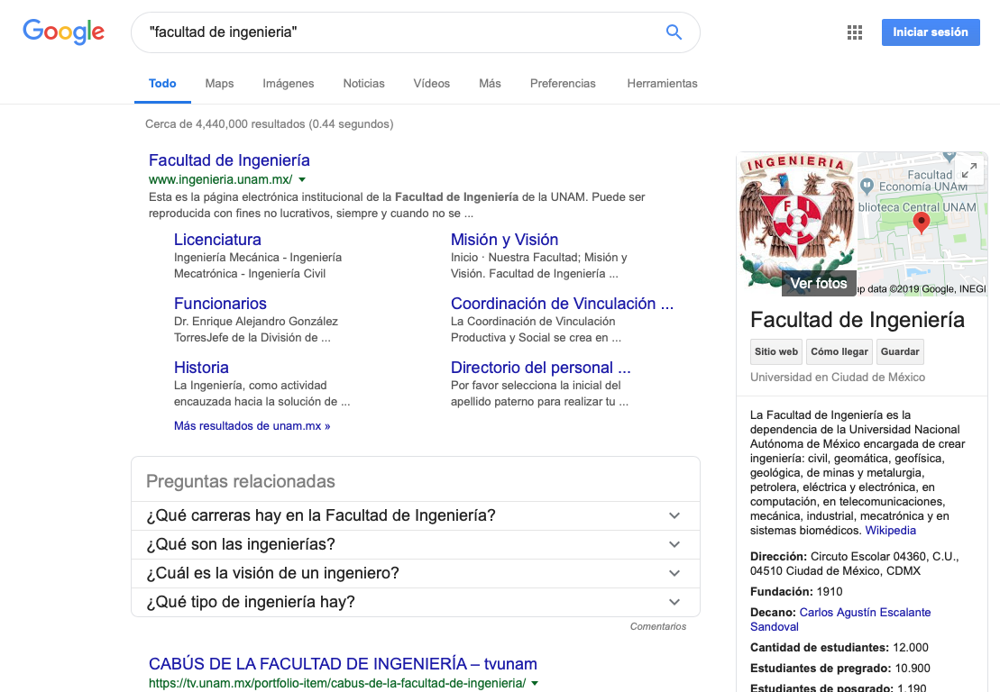 Google
"facultad de ingenieria"
Iniciar sesión
Todo
Maps
Imágenes
Noticias
Vídeos
Más
Preferencias
Herramientas
Cerca de 4,440,000 resultados (0.44 segundos)
Facultad de Ingeniería
www.ingenieria.unam.mx/
Esta es la página electrónica institucional de la Facultad de Ingeniería de la UNAM. Puede ser
reproducida con fines no lucrativos, siempre y cuando no se ...
Licenciatura
Ingeniería Mecánica - Ingeniería
Mecatrónica - Ingeniería Civil
Misión y Visión
Inicio · Nuestra Facultad; Misión y
Visión. Facultad de Ingeniería ...
Funcionarios
Dr. Enrique Alejandro González
TorresJefe de la División de ...
Coordinación de Vinculación ...
La Coordinación de Vinculación
Productiva y Social se crea en ...
Historia
La Ingeniería, como actividad
encauzada hacia la solución de ...
Directorio del personal ...
Por favor selecciona la inicial del
apellido paterno para realizar tu ...
Más resultados de unam.mx »
Preguntas relacionadas
¿Qué carreras hay en la Facultad de Ingeniería?
¿Qué son las ingenierías?
¿Cuál es la visión de un ingeniero?
¿Qué tipo de ingeniería hay?
Comentarios
CABÚS DE LA FACULTAD DE INGENIERÍA – tvunam
https://tv.unam.mx/portfolio-item/cabus-de-la-facultad-de-ingenieria/
INGENIERIA
F I
Ver fotos
Facultad
Economía UNAM
blioteca Central UNAM
ap data ©2019 Google, INEGI
Facultad de Ingeniería
Sitio web
Cómo llegar
Guardar
Universidad en Ciudad de México
La Facultad de Ingeniería es la
dependencia de la Universidad Nacional
Autónoma de México encargada de crear
ingeniería: civil, geomática, geofísica,
geológica, de minas y metalurgia,
petrolera, eléctrica y electrónica, en
computación, en telecomunicaciones,
mecánica, industrial, mecatrónica y en
sistemas biomédicos. Wikipedia
Dirección: Circuto Escolar 04360, C.U.,
04510 Ciudad de México, CDMX
Fundación: 1910
Decano: Carlos Agustín Escalante
Sandoval
Cantidad de estudiantes: 12.000
Estudiantes de pregrado: 10.900
Estudiantes de posgrado: 1.190